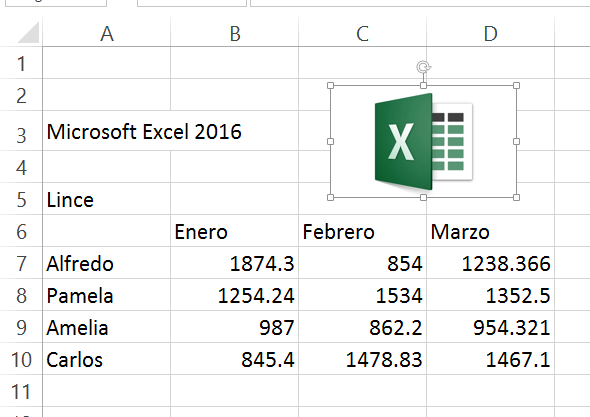 A B C D
1
2
3 Microsoft Excel 2016
X
4
5 Lince
6 Enero Febrero Marzo
7 Alfredo 1874.3 854 1238.366
8 Pamela 1254.24 1534 1352.5
9 Amelia 987 862.2 954.321
10 Carlos 845.4 1478.83 1467.1
11